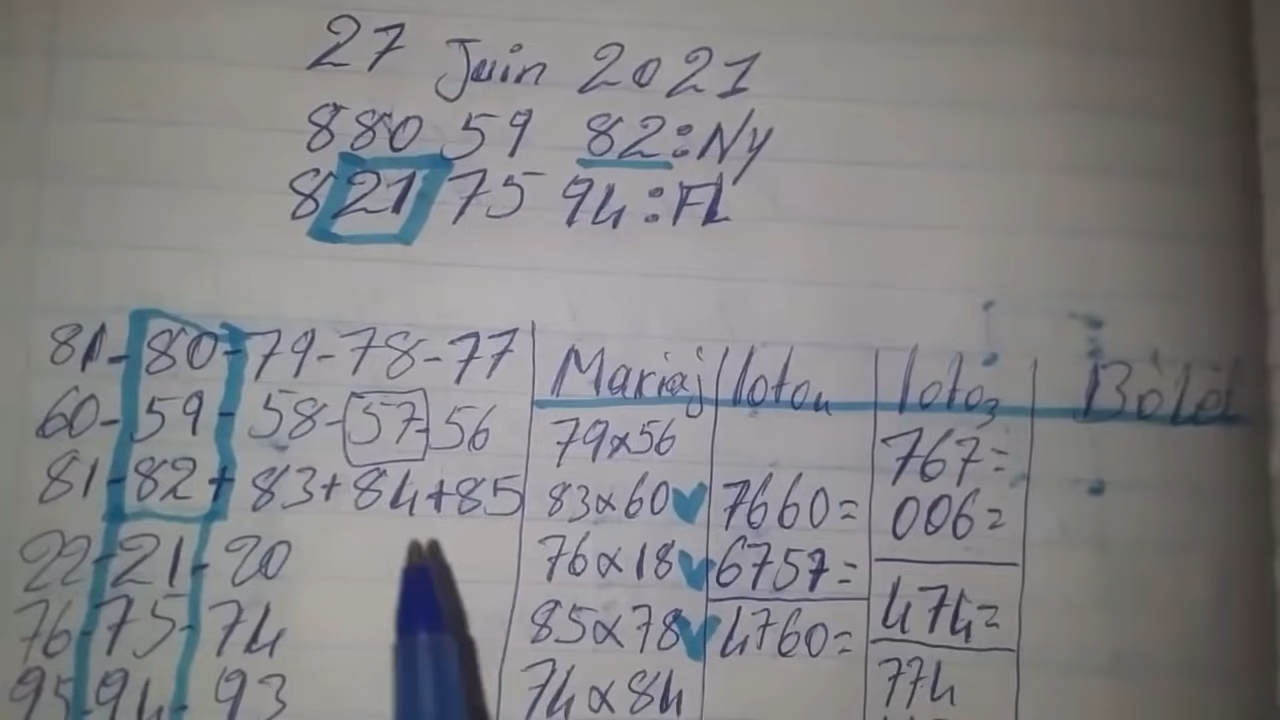 27 Juin 2021
880 59 82:Ny
821 75 94:FL
81-80-79-78-77
60-59-58-57-56
81-82+83+84+85
22-21-20
76-75-74
95-94-93
Mariaj loto4 loto3 Bòlèt
79x56 767=
83x60 7660= 006=
76x18 6757=
85x78 4760= 474=
74x84 774